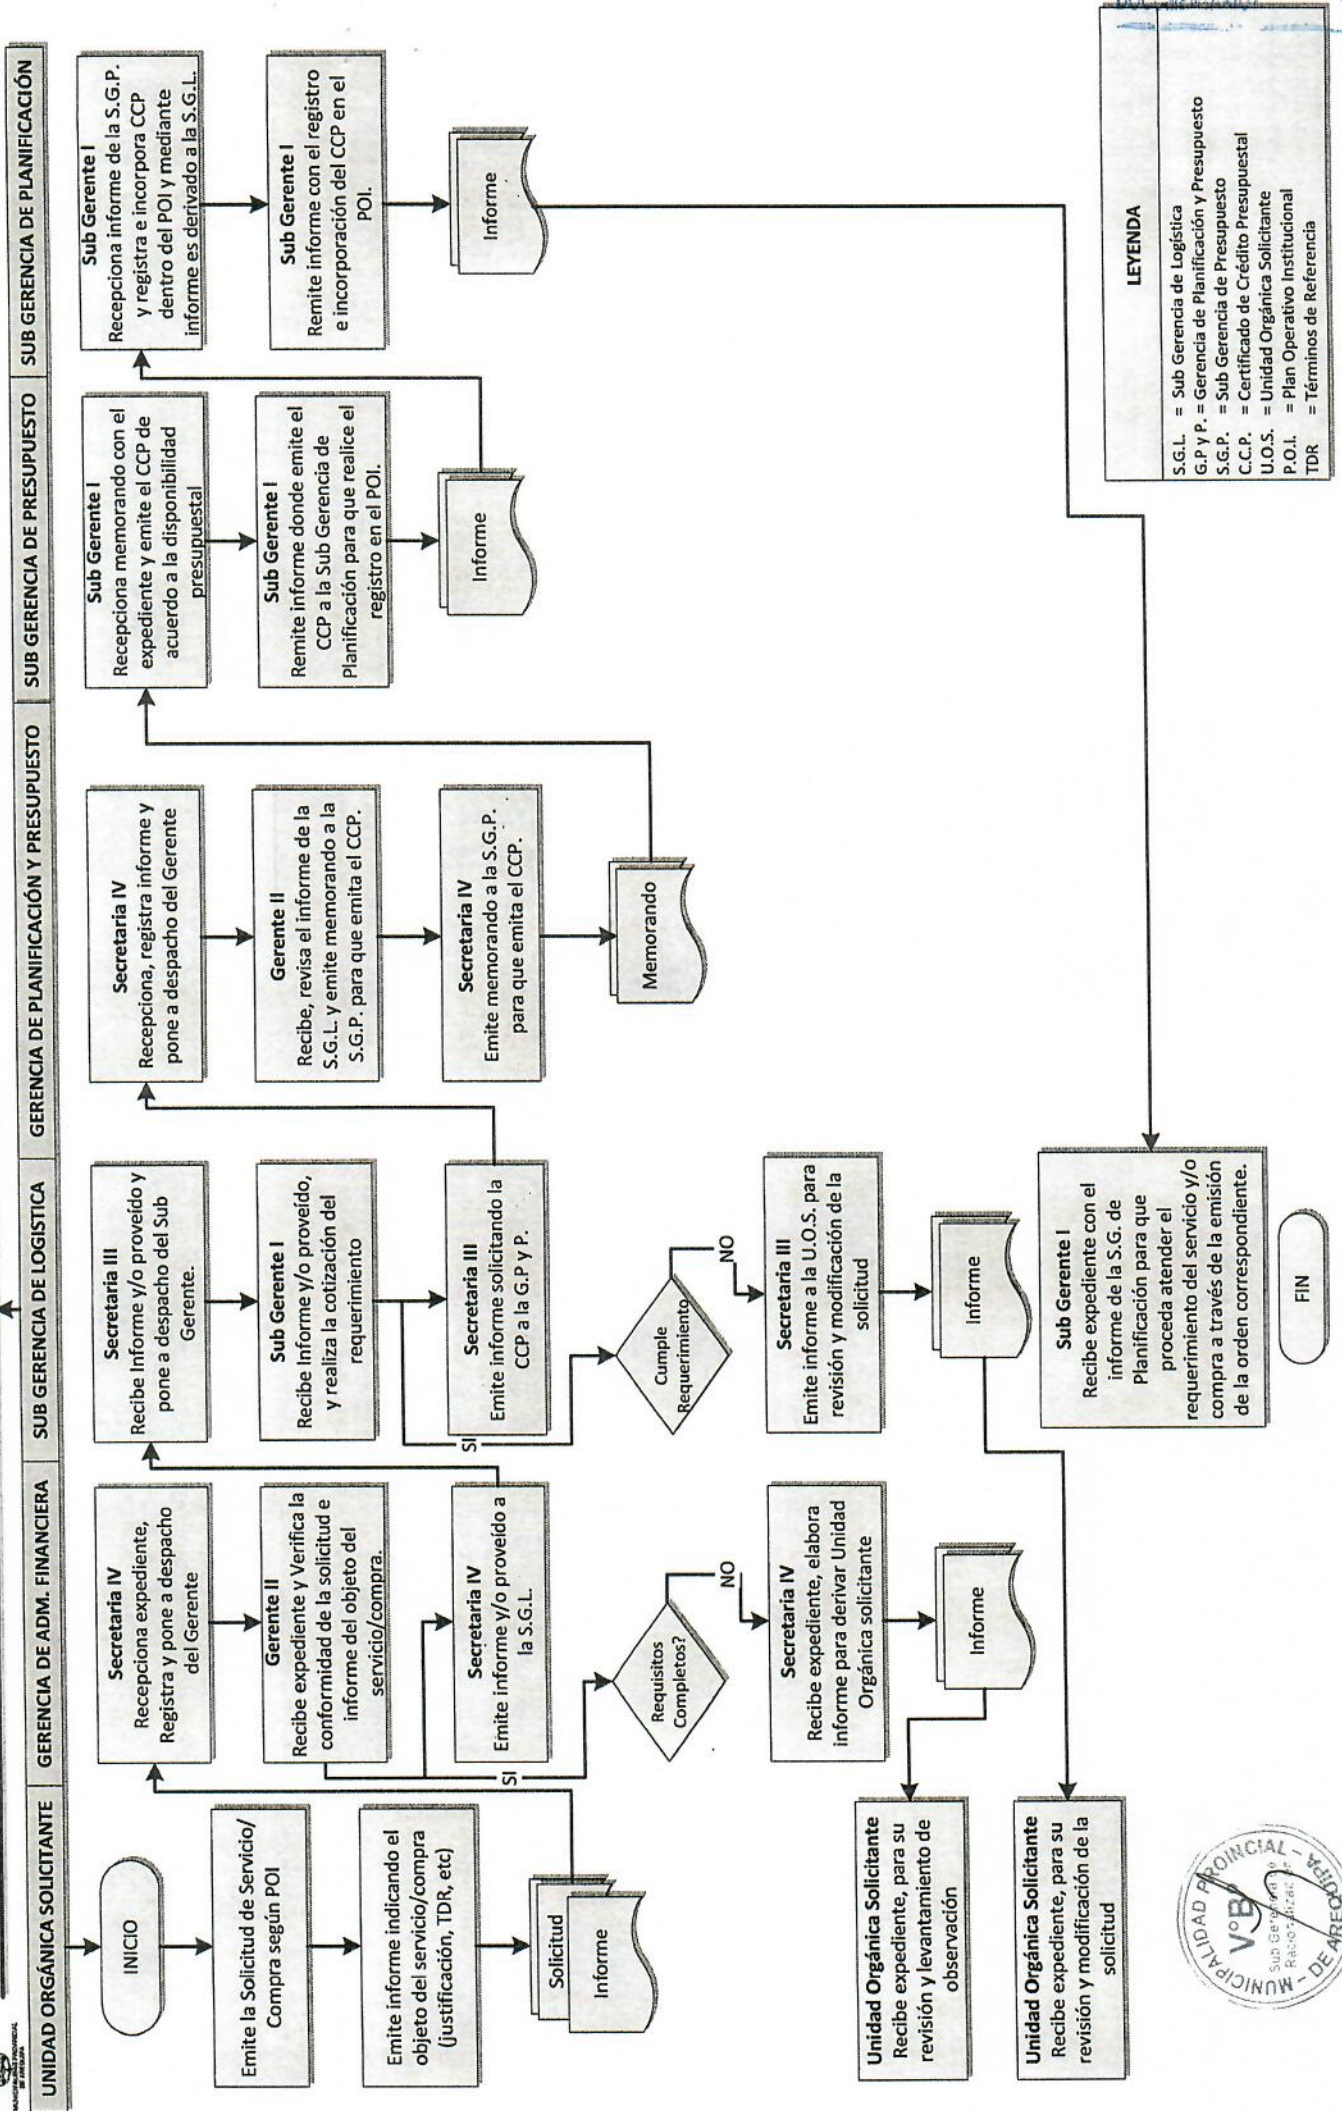 MUNICIPALIDAD PROVINCIAL
DE AREQUIPA
UNIDAD ORGÁNICA SOLICITANTE
GERENCIA DE ADM. FINANCIERA
SUB GERENCIA DE LOGISTICA
GERENCIA DE PLANIFICACIÓN Y PRESUPUESTO
SUB GERENCIA DE PRESUPUESTO
SUB GERENCIA DE PLANIFICACIÓN
INICIO
Emite la Solicitud de Servicio/
Compra según POI
Emite informe indicando el
objeto del servicio/compra
(justificación, TDR, etc)
Solicitud
Informe
Unidad Orgánica Solicitante
Recibe expediente, para su
revisión y levantamiento de
observación
Unidad Orgánica Solicitante
Recibe expediente, para su
revisión y modificación de la
solicitud
Secretaria IV
Recepciona expediente,
Registra y pone a despacho
del Gerente
Gerente II
Recibe expediente y Verifica la
conformidad de la solicitud e
informe del objeto del
servicio/compra.
Secretaria IV
Emite informe y/o proveído a
la S.G.L.
SI
Requisitos
Completos?
NO
Secretaria IV
Recibe expediente, elabora
informe para derivar Unidad
Orgánica solicitante
Informe
Secretaria III
Recibe Informe y/o proveído y
pone a despacho del Sub
Gerente.
Sub Gerente I
Recibe Informe y/o proveído,
y realiza la cotización del
requerimiento
Secretaria III
Emite informe solicitando la
CCP a la G.P y P.
SI
Cumple
Requerimiento
NO
Secretaria III
Emite informe a la U.O.S. para
revisión y modificación de la
solicitud
Informe
Sub Gerente I
Recibe expediente con el
informe de la S.G. de
Planificación para que
proceda atender el
requerimiento del servicio y/o
compra a través de la emisión
de la orden correspondiente.
FIN
Secretaria IV
Recepciona, registra informe y
pone a despacho del Gerente
Gerente II
Recibe, revisa el informe de la
S.G.L. y emite memorando a la
S.G.P. para que emita el CCP.
Secretaria IV
Emite memorando a la S.G.P.
para que emita el CCP.
Memorando
Sub Gerente I
Recepciona memorando con el
expediente y emite el CCP de
acuerdo a la disponibilidad
presupuestal
Sub Gerente I
Remite informe donde emite el
CCP a la Sub Gerencia de
Planificación para que realice el
registro en el POI.
Informe
Sub Gerente I
Recepciona informe de la S.G.P.
y registra e incorpora CCP
dentro del POI y mediante
informe es derivado a la S.G.L.
Sub Gerente I
Remite informe con el registro
e incorporación del CCP en el
POI.
Informe
LEYENDA
S.G.L. = Sub Gerencia de Logística
G.P y P. = Gerencia de Planificación y Presupuesto
S.G.P. = Sub Gerencia de Presupuesto
C.C.P. = Certificado de Crédito Presupuestal
U.O.S. = Unidad Orgánica Solicitante
P.O.I. = Plan Operativo Institucional
TDR = Términos de Referencia
MUNICIPALIDAD PROINCIAL - DE AREQUIPA
V°B°
Sub Gerencia de